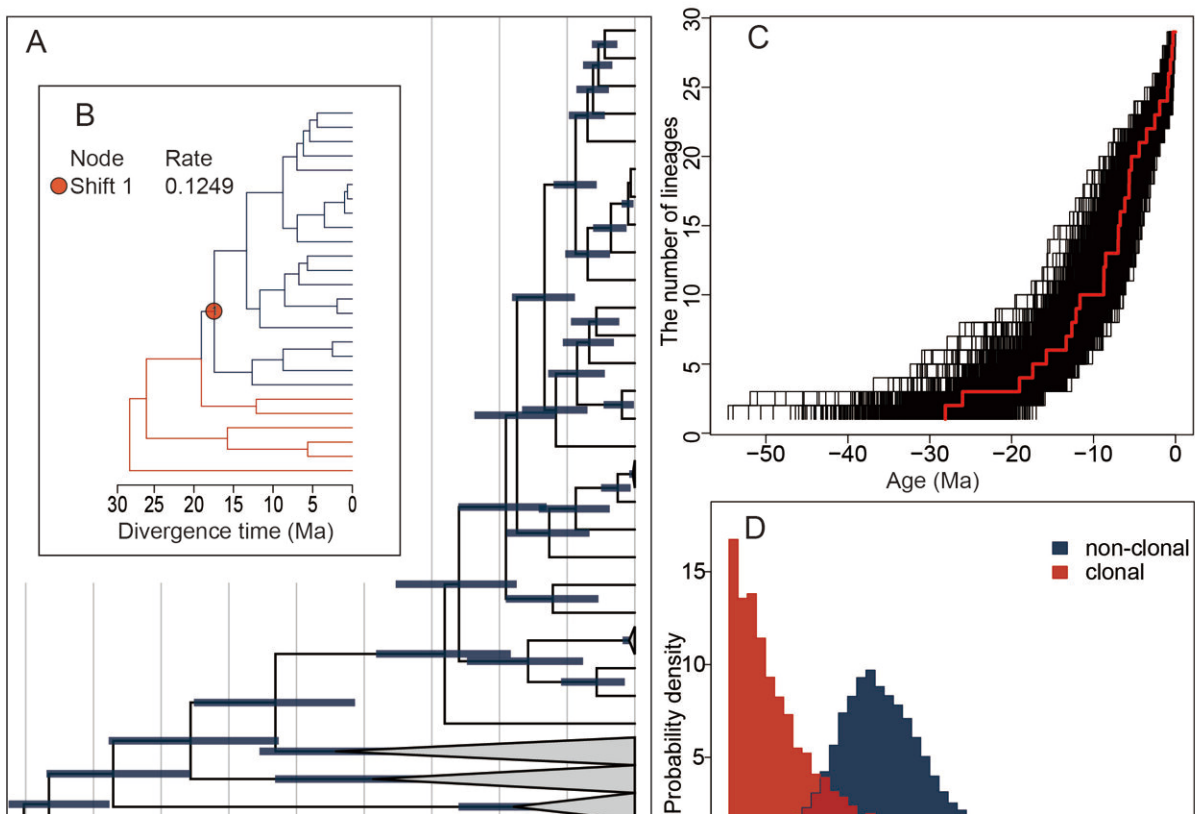 A
B
Node Rate
Shift 1 0.1249
30 25 20 15 10 5 0
Divergence time (Ma)
C
The number of lineages
30
25
20
15
10
5
0
−50 −40 −30 −20 −10 0
Age (Ma)
D
non-clonal
clonal
Probability density
15
10
5